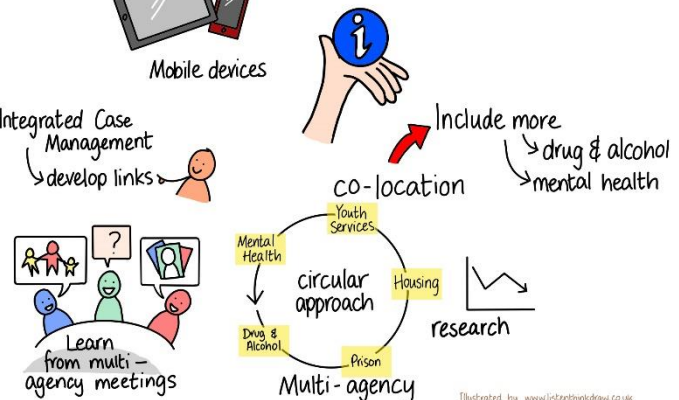 Mobile devices
i
Integrated Case
Management
develop links
Include more
drug & alcohol
mental health
co-location
Youth
Services
Mental
Health
circular
approach
Housing
Drug &
Alcohol
Prison
Multi-agency
research
?
Learn
from multi-
agency meetings
Illustrated by www.listenthinkdraw.co.uk